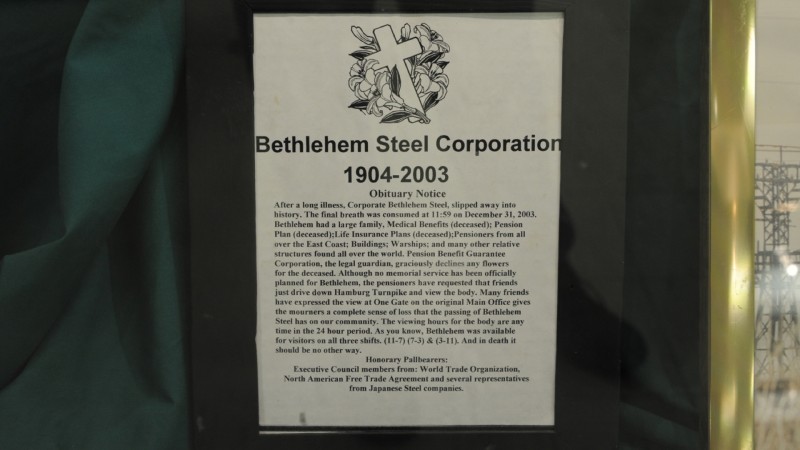 Bethlehem Steel Corporation
1904-2003
Obituary Notice
After a long illness, Corporate Bethlehem Steel, slipped away into
history. The final breath was consumed at 11:59 on December 31, 2003.
Bethlehem had a large family, Medical Benefits (deceased); Pension
Plan (deceased);Life Insurance Plans (deceased);Pensioners from all
over the East Coast; Buildings; Warships; and many other relative
structures found all over the world. Pension Benefit Guarantee
Corporation, the legal guardian, graciously declines any flowers
for the deceased. Although no memorial service has been officially
planned for Bethlehem, the pensioners have requested that friends
just drive down Hamburg Turnpike and view the body. Many friends
have expressed the view at One Gate on the original Main Office gives
the mourners a complete sense of loss that the passing of Bethlehem
Steel has on our community. The viewing hours for the body are any
time in the 24 hour period. As you know, Bethlehem was available
for visitors on all three shifts. (11-7) (7-3) & (3-11). And in death it
should be no other way.
Honorary Pallbearers:
Executive Council members from: World Trade Organization,
North American Free Trade Agreement and several representatives
from Japanese Steel companies.